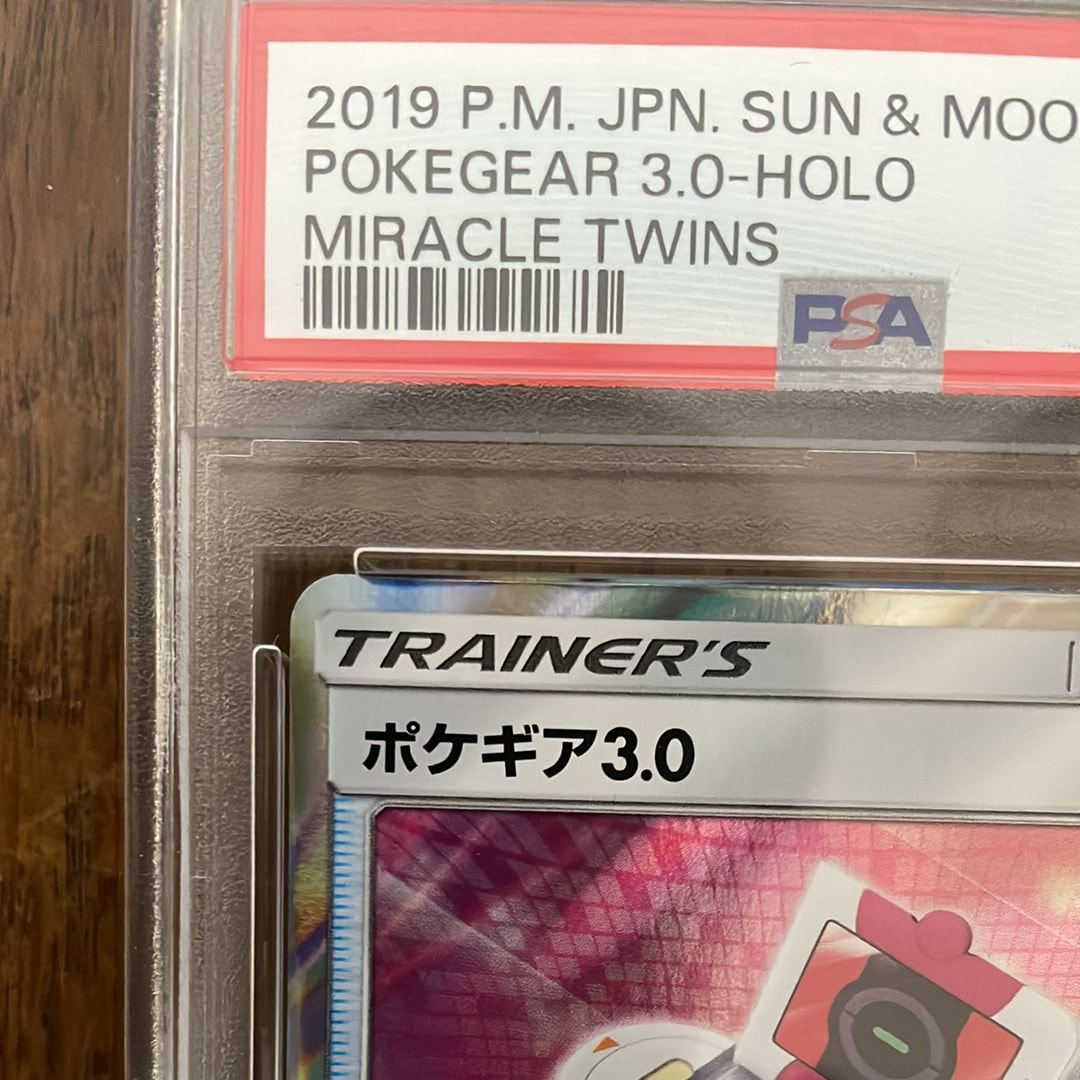 2019 P.M. JPN. SUN & MOO
POKEGEAR 3.0-HOLO
MIRACLE TWINS
PSA
TRAINER'S
ポケギア3.0